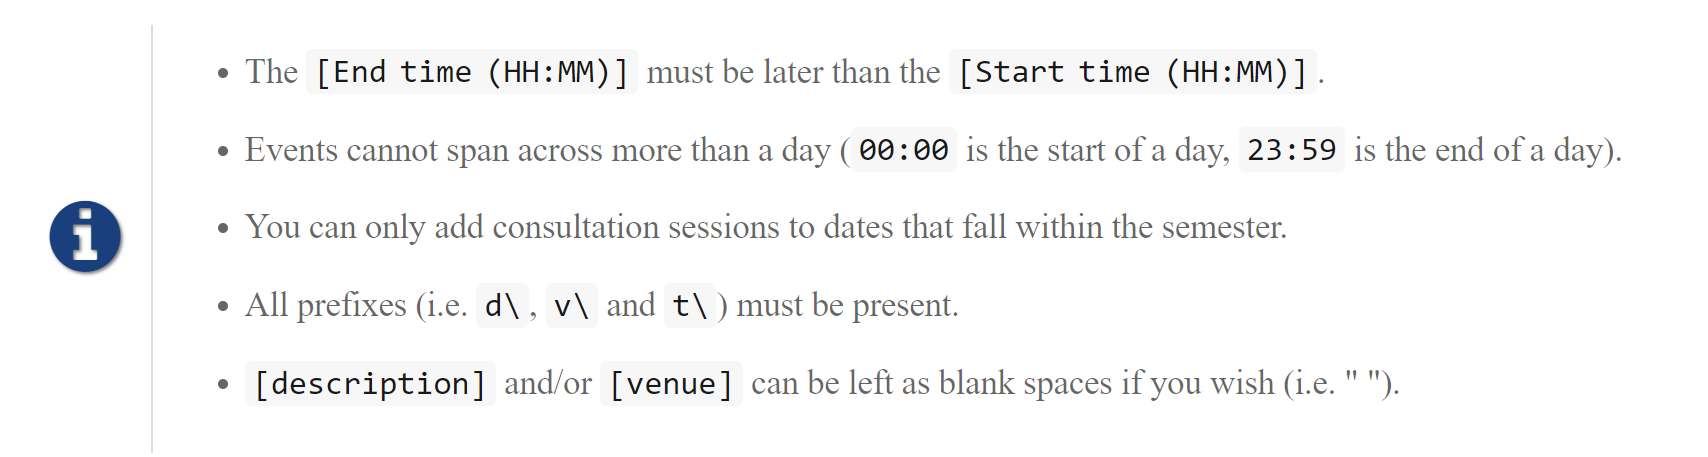 • The [End time (HH:MM)] must be later than the [Start time (HH:MM)].
• Events cannot span across more than a day (00:00 is the start of a day, 23:59 is the end of a day).
• You can only add consultation sessions to dates that fall within the semester.
• All prefixes (i.e. d\, v\ and t\) must be present.
• [description] and/or [venue] can be left as blank spaces if you wish (i.e. " ").